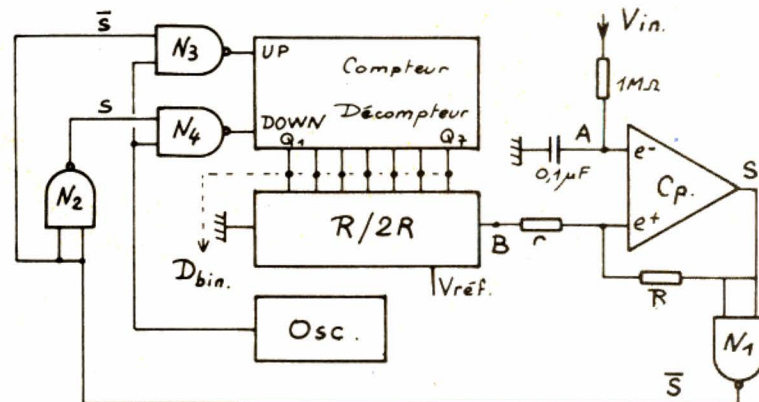 S̅
N3
UP
Compteur
Vin.
1MΩ
S
N4
DOWN
Décompteur
Q1
Q7
A
0,1µF
e-
Cp.
S
e+
N2
R/2R
B
r
R
Dbin.
Vréf.
Osc.
N1
S̅